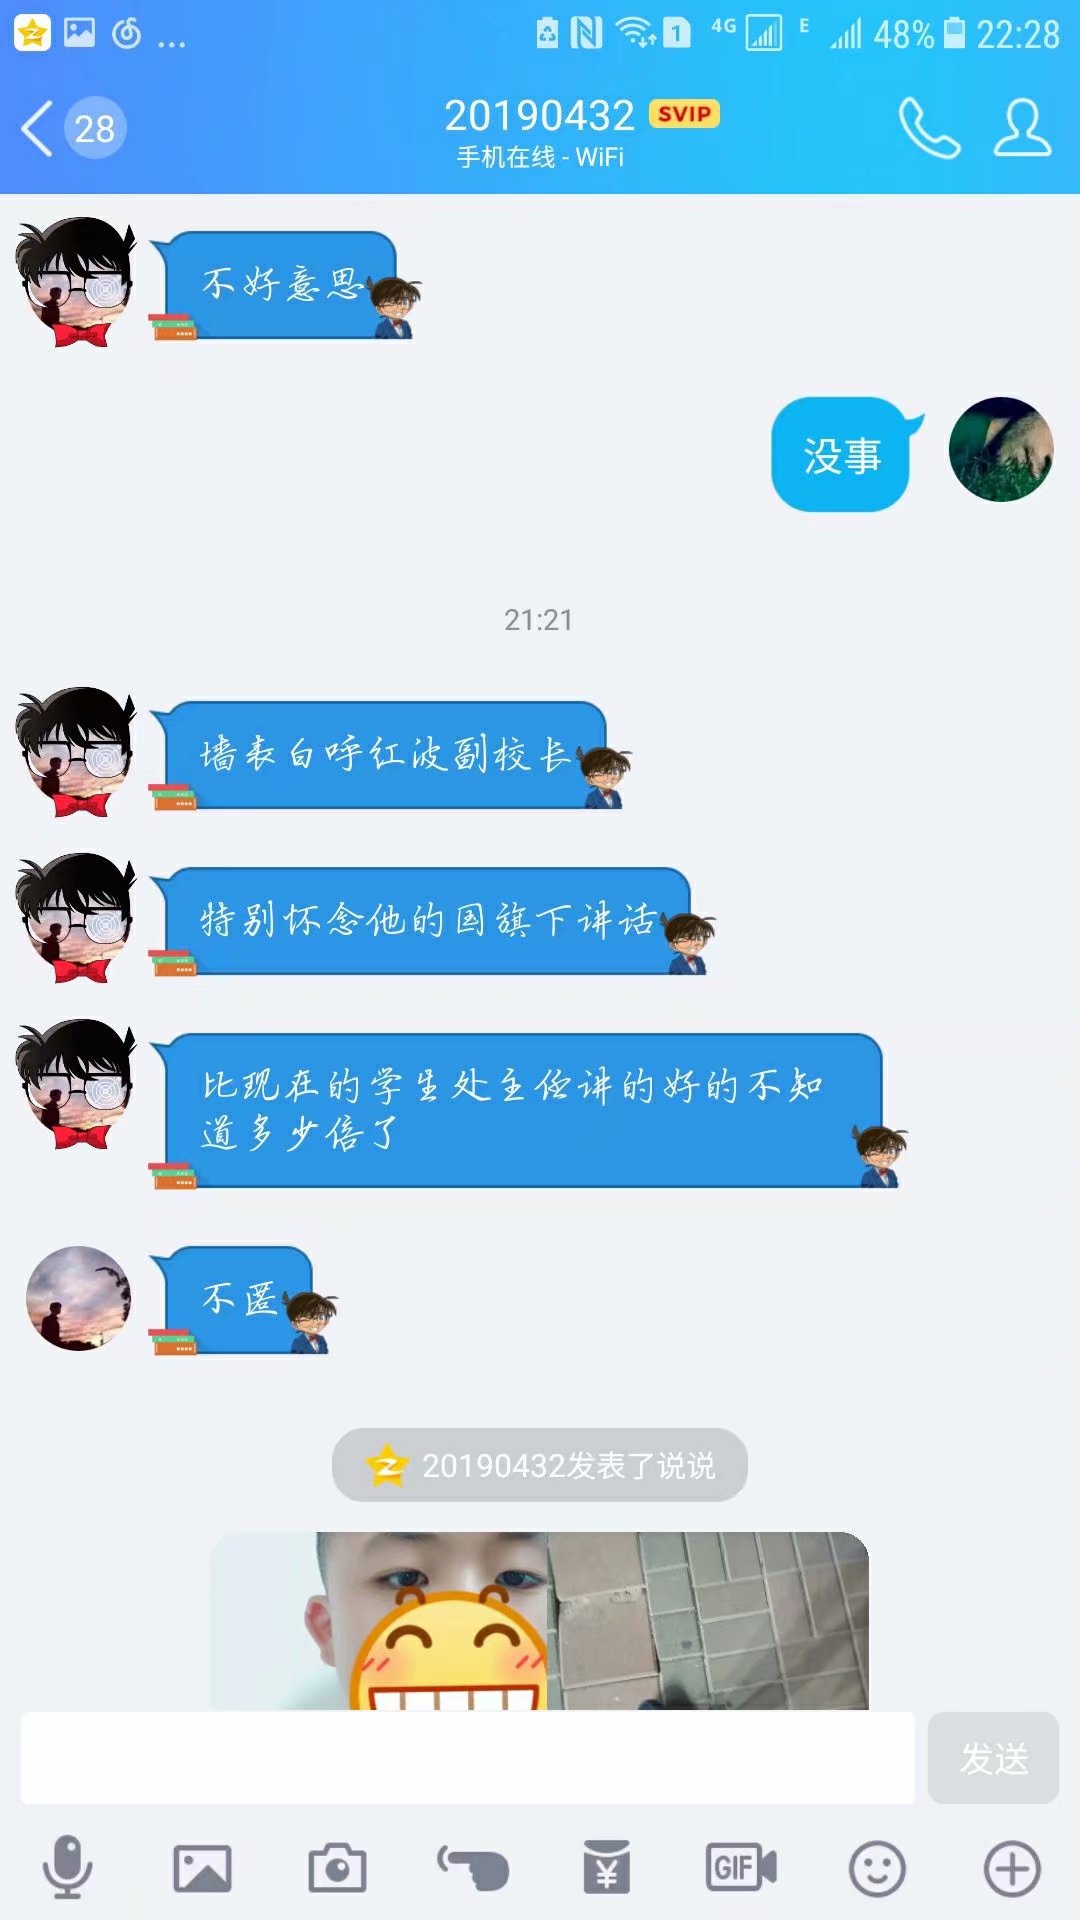 4G E 48% 22:28
28
20190432 SVIP
手机在线 - WiFi
不好意思
没事
21:21
墙表白呼红波副校长
特别怀念他的国旗下讲话
比现在的学生处主任讲的好的不知
道多少倍了
不匿
20190432发表了说说
发送
GIF